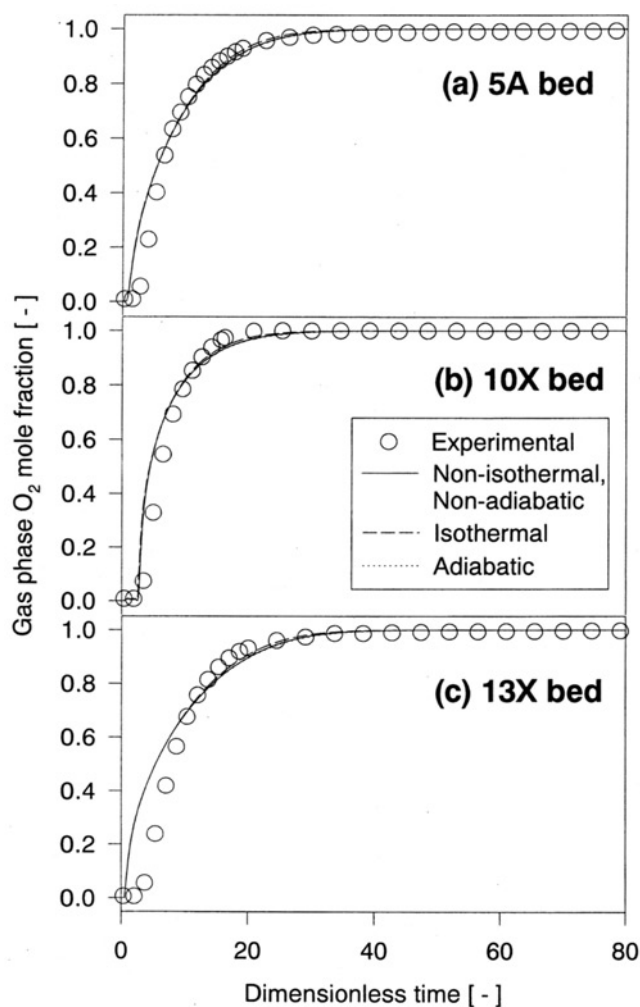 1.0
0.8
0.6
0.4
0.2
0.0
(a) 5A bed
1.0
0.8
0.6
0.4
0.2
0.0
(b) 10X bed
Experimental
Non-isothermal,
Non-adiabatic
Isothermal
Adiabatic
1.0
0.8
0.6
0.4
0.2
0.0
(c) 13X bed
Gas phase O₂ mole fraction [ - ]
0 20 40 60 80
Dimensionless time [ - ]